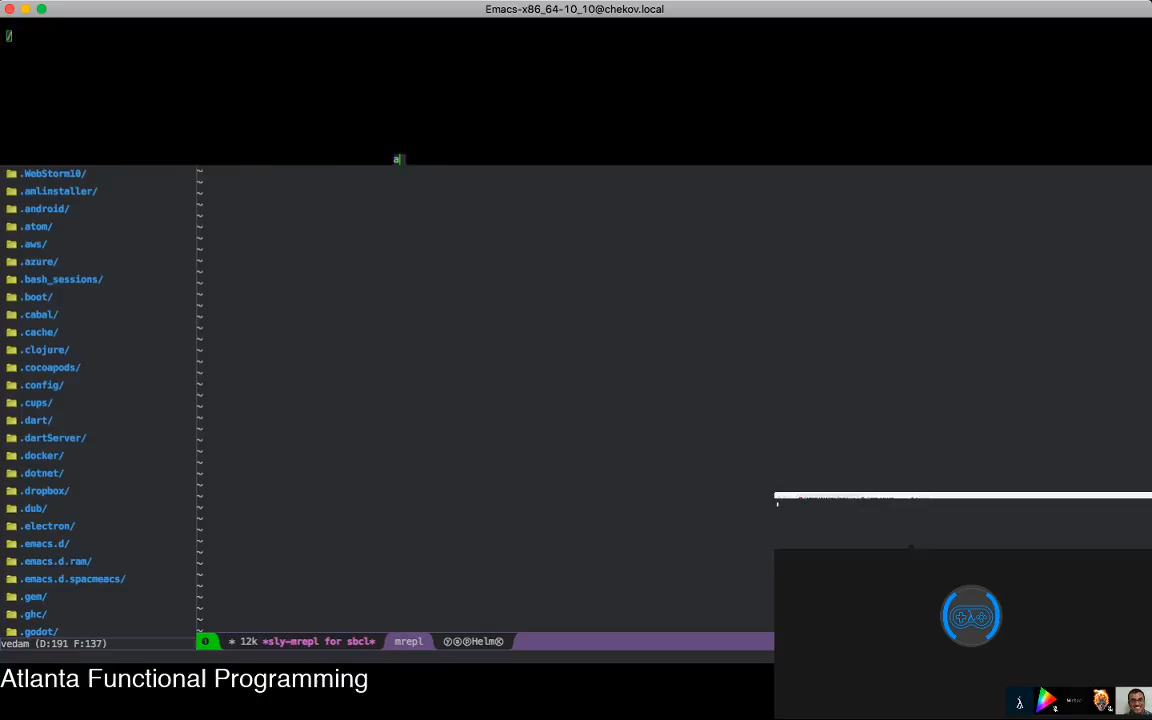 Emacs-x86_64-10_10@chekov.local
/
a
.WebStorm10/
.amlinstaller/
.android/
.atom/
.aws/
.azure/
.bash_sessions/
.boot/
.cabal/
.cache/
.clojure/
.cocoapods/
.config/
.cups/
.dart/
.dartServer/
.docker/
.dotnet/
.dropbox/
.dub/
.electron/
.emacs.d/
.emacs.d.ram/
.emacs.d.spacmeacs/
.gem/
.ghc/
.godot/
vedam (D:191 F:137)
* 12k *sly-mrepl for sbcl* mrepl ⓨⓐⓟHelmⓀ
Atlanta Functional Programming